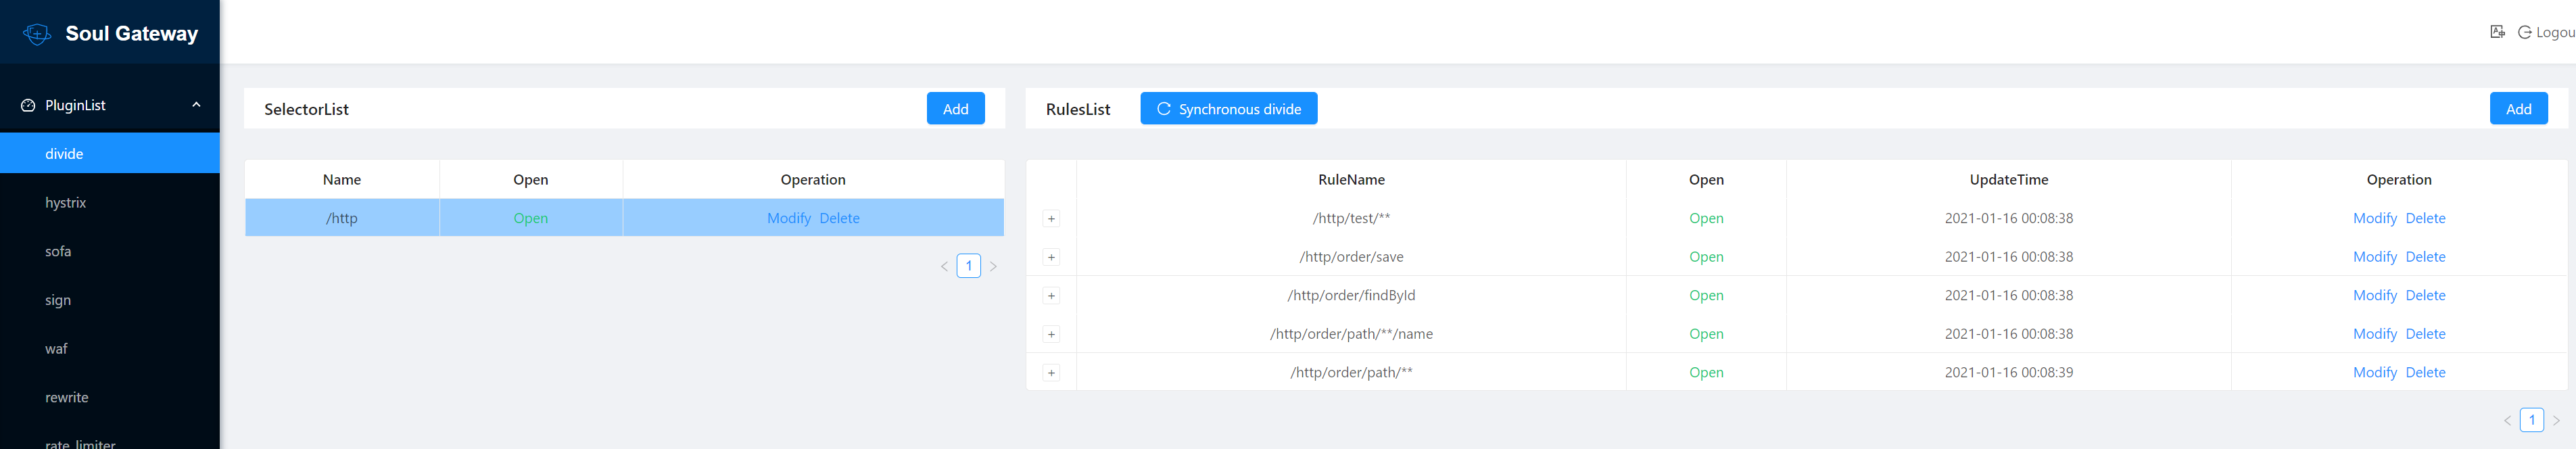 Soul Gateway
Logou
PluginList
divide
hystrix
sofa
sign
waf
rewrite
rate_limiter
SelectorList Add
Name Open Operation
/http Open Modify Delete
1
RulesList Synchronous divide Add
RuleName Open UpdateTime Operation
+ /http/test/** Open 2021-01-16 00:08:38 Modify Delete
+ /http/order/save Open 2021-01-16 00:08:38 Modify Delete
+ /http/order/findById Open 2021-01-16 00:08:38 Modify Delete
+ /http/order/path/**/name Open 2021-01-16 00:08:38 Modify Delete
+ /http/order/path/** Open 2021-01-16 00:08:39 Modify Delete
1